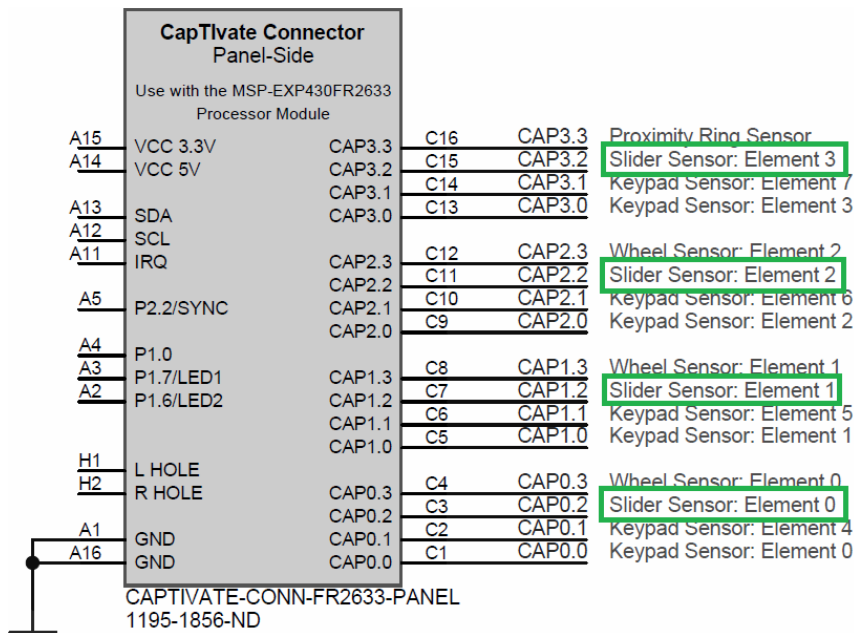 CapTIvate Connector
Panel-Side
Use with the MSP-EXP430FR2633
Processor Module
A15 VCC 3.3V CAP3.3 C16 CAP3.3 Proximity Ring Sensor
A14 VCC 5V CAP3.2 C15 CAP3.2 Slider Sensor: Element 3
CAP3.1 C14 CAP3.1 Keypad Sensor: Element 7
A13 SDA CAP3.0 C13 CAP3.0 Keypad Sensor: Element 3
A12 SCL
A11 IRQ CAP2.3 C12 CAP2.3 Wheel Sensor: Element 2
CAP2.2 C11 CAP2.2 Slider Sensor: Element 2
A5 P2.2/SYNC CAP2.1 C10 CAP2.1 Keypad Sensor: Element 6
CAP2.0 C9 CAP2.0 Keypad Sensor: Element 2
A4 P1.0
A3 P1.7/LED1 CAP1.3 C8 CAP1.3 Wheel Sensor: Element 1
A2 P1.6/LED2 CAP1.2 C7 CAP1.2 Slider Sensor: Element 1
CAP1.1 C6 CAP1.1 Keypad Sensor: Element 5
CAP1.0 C5 CAP1.0 Keypad Sensor: Element 1
H1 L HOLE
H2 R HOLE CAP0.3 C4 CAP0.3 Wheel Sensor: Element 0
CAP0.2 C3 CAP0.2 Slider Sensor: Element 0
A1 GND CAP0.1 C2 CAP0.1 Keypad Sensor: Element 4
A16 GND CAP0.0 C1 CAP0.0 Keypad Sensor: Element 0
CAPTIVATE-CONN-FR2633-PANEL
1195-1856-ND